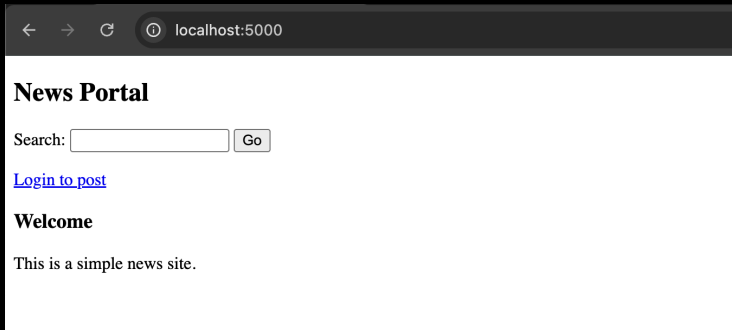 localhost:5000
News Portal
Search: Go
Login to post
Welcome
This is a simple news site.